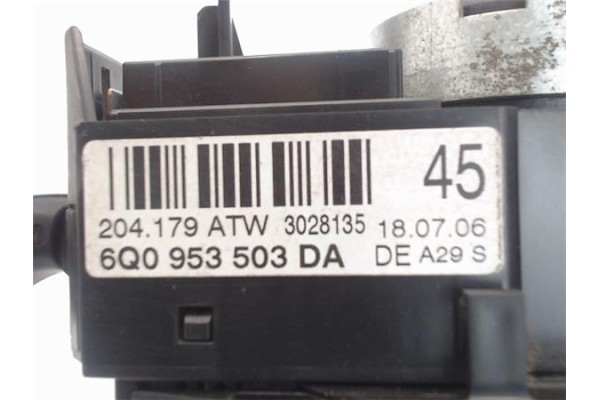 45
204.179 ATW 3028135 18.07.06
6Q0 953 503 DA DE A29 S